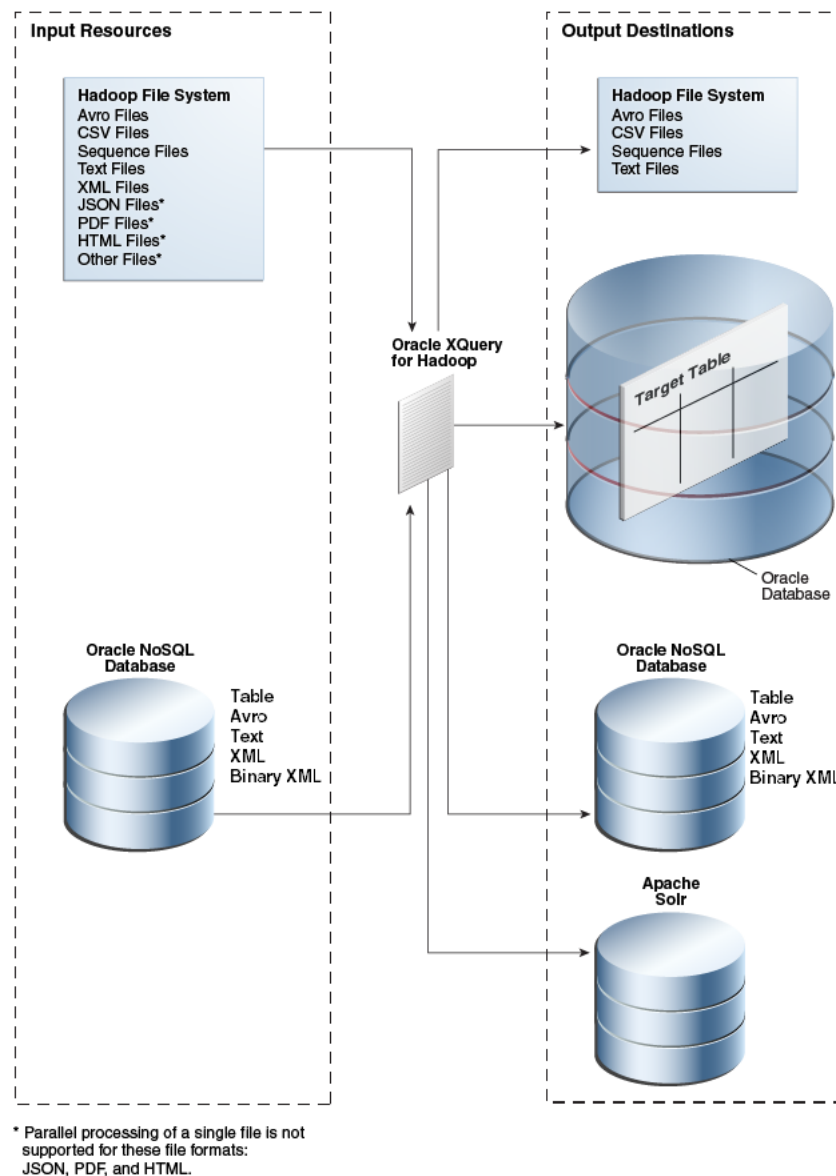 Input Resources
Hadoop File System
Avro Files
CSV Files
Sequence Files
Text Files
XML Files
JSON Files*
PDF Files*
HTML Files*
Other Files*
Oracle NoSQL
Database
Table
Avro
Text
XML
Binary XML
Oracle XQuery
for Hadoop
Output Destinations
Hadoop File System
Avro Files
CSV Files
Sequence Files
Text Files
Target Table
Oracle
Database
Oracle NoSQL
Database
Table
Avro
Text
XML
Binary XML
Apache
Solr
* Parallel processing of a single file is not
supported for these file formats:
JSON, PDF, and HTML.